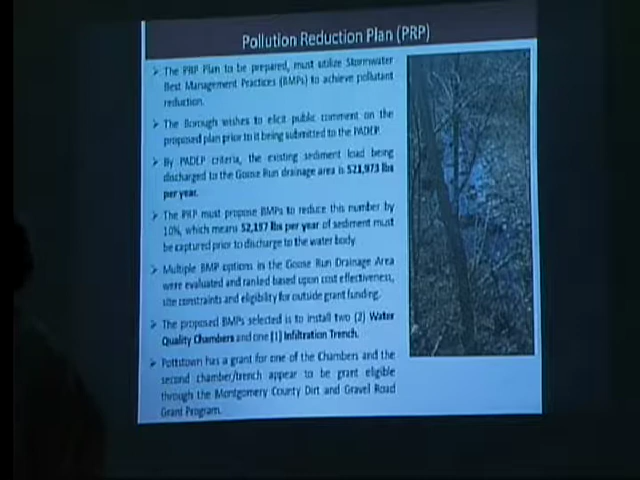 Pollution Reduction Plan (PRP)
➢ The PRP Plan to be prepared, must utilize Stormwater
Best Management Practices (BMPs) to achieve pollutant
reduction.
➢ The Borough wishes to elicit public comment on the
proposed plan prior to it being submitted to the PADEP.
➢ By PADEP criteria, the existing sediment load being
discharged to the Goose Run drainage area is 521,973 lbs
per year.
➢ The PRP must propose BMPs to reduce this number by
10%, which means 52,197 lbs per year of sediment must
be captured prior to discharge to the water body.
➢ Multiple BMP options in the Goose Run Drainage Area
were evaluated and ranked based upon cost effectiveness,
site constraints and eligibility for outside grant funding.
➢ The proposed BMPs selected is to install two (2) Water
Quality Chambers and one (1) Infiltration Trench.
➢ Pottstown has a grant for one of the Chambers and the
second chamber/trench appear to be grant eligible
through the Montgomery County Dirt and Gravel Road
Grant Program.